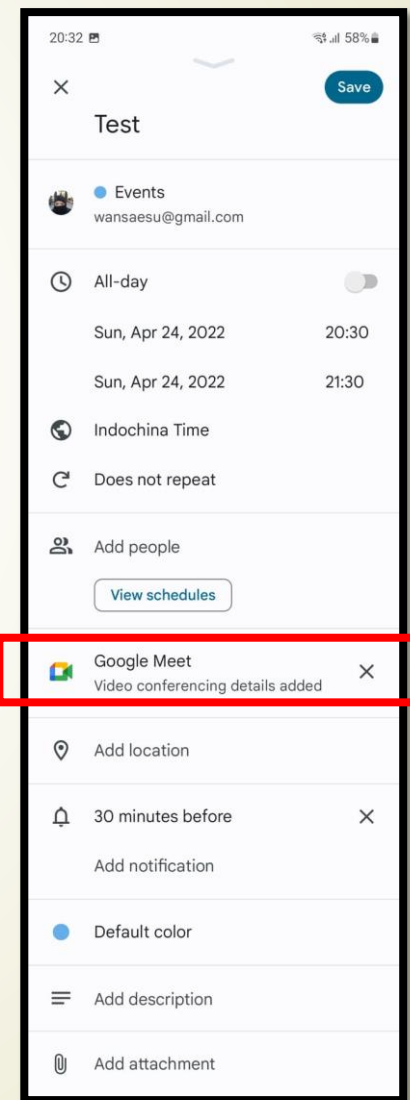 20:32 58%
Save
Test
Events
wansaesu@gmail.com
All-day
Sun, Apr 24, 2022 20:30
Sun, Apr 24, 2022 21:30
Indochina Time
Does not repeat
Add people
View schedules
Google Meet
Video conferencing details added
Add location
30 minutes before
Add notification
Default color
Add description
Add attachment